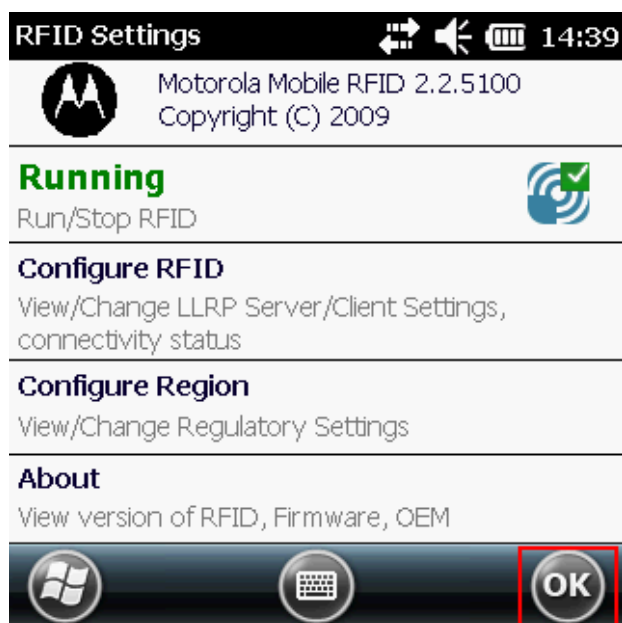 RFID Settings 14:39
Motorola Mobile RFID 2.2.5100
Copyright (C) 2009
Running
Run/Stop RFID
Configure RFID
View/Change LLRP Server/Client Settings,
connectivity status
Configure Region
View/Change Regulatory Settings
About
View version of RFID, Firmware, OEM
OK